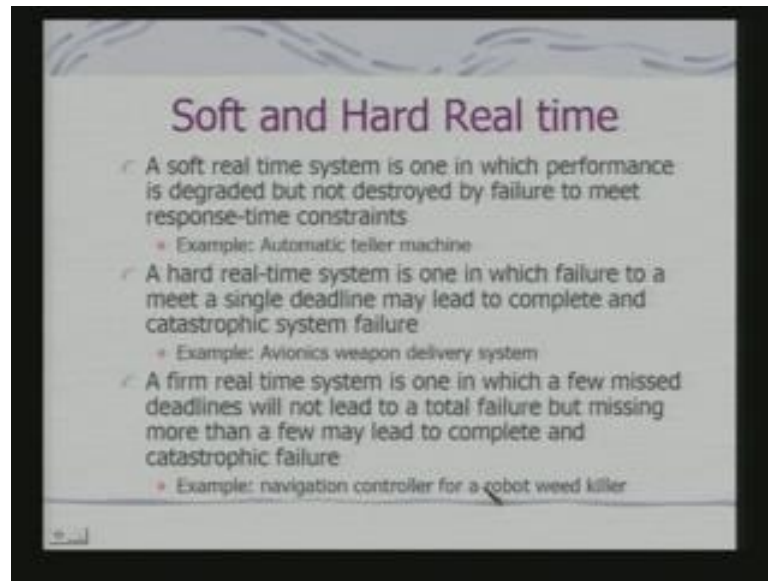 Soft and Hard Real time
A soft real time system is one in which performance
is degraded but not destroyed by failure to meet
response-time constraints
Example: Automatic teller machine
A hard real-time system is one in which failure to a
meet a single deadline may lead to complete and
catastrophic system failure
Example: Avionics weapon delivery system
A firm real time system is one in which a few missed
deadlines will not lead to a total failure but missing
more than a few may lead to complete and
catastrophic failure
Example: navigation controller for a robot weed killer